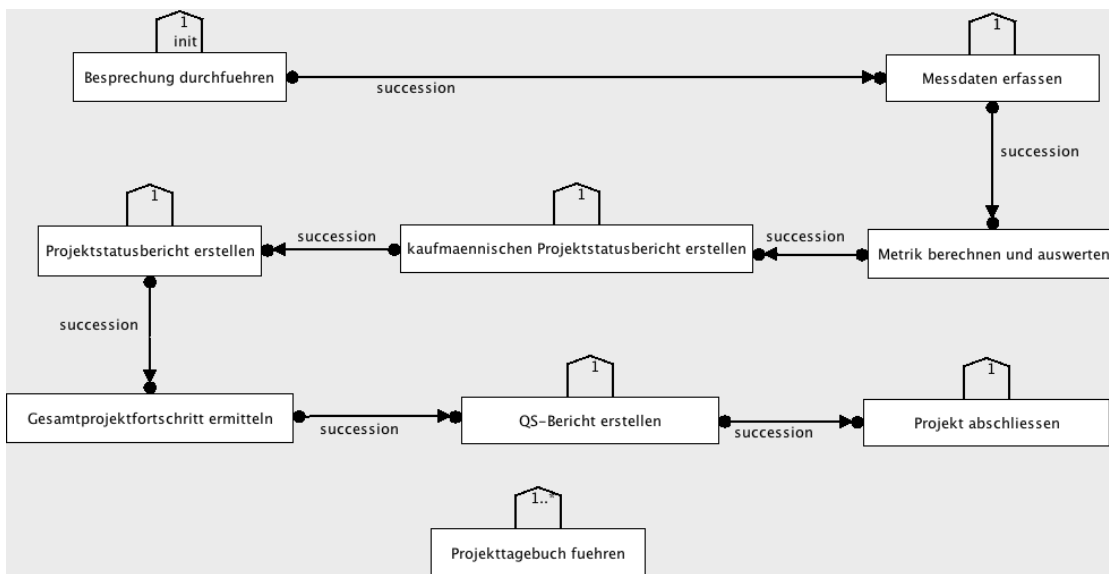 1
init
Besprechung durchfuehren
succession
1
Messdaten erfassen
succession
1
Projektstatusbericht erstellen
succession
1
kaufmaennischen Projektstatusbericht erstellen
succession
Metrik berechnen und auswerten
succession
Gesamtprojektfortschritt ermitteln
succession
1
QS-Bericht erstellen
succession
1
Projekt abschliessen
1..*
Projekttagebuch fuehren